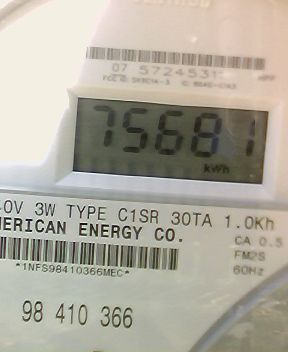 07 5724531
75681
kWh
0V 3W TYPE C1SR 30TA 1.0Kh
MERICAN ENERGY CO.
CA 0.5
*1NFS98410366MEC*
FM2S
60Hz
98 410 366